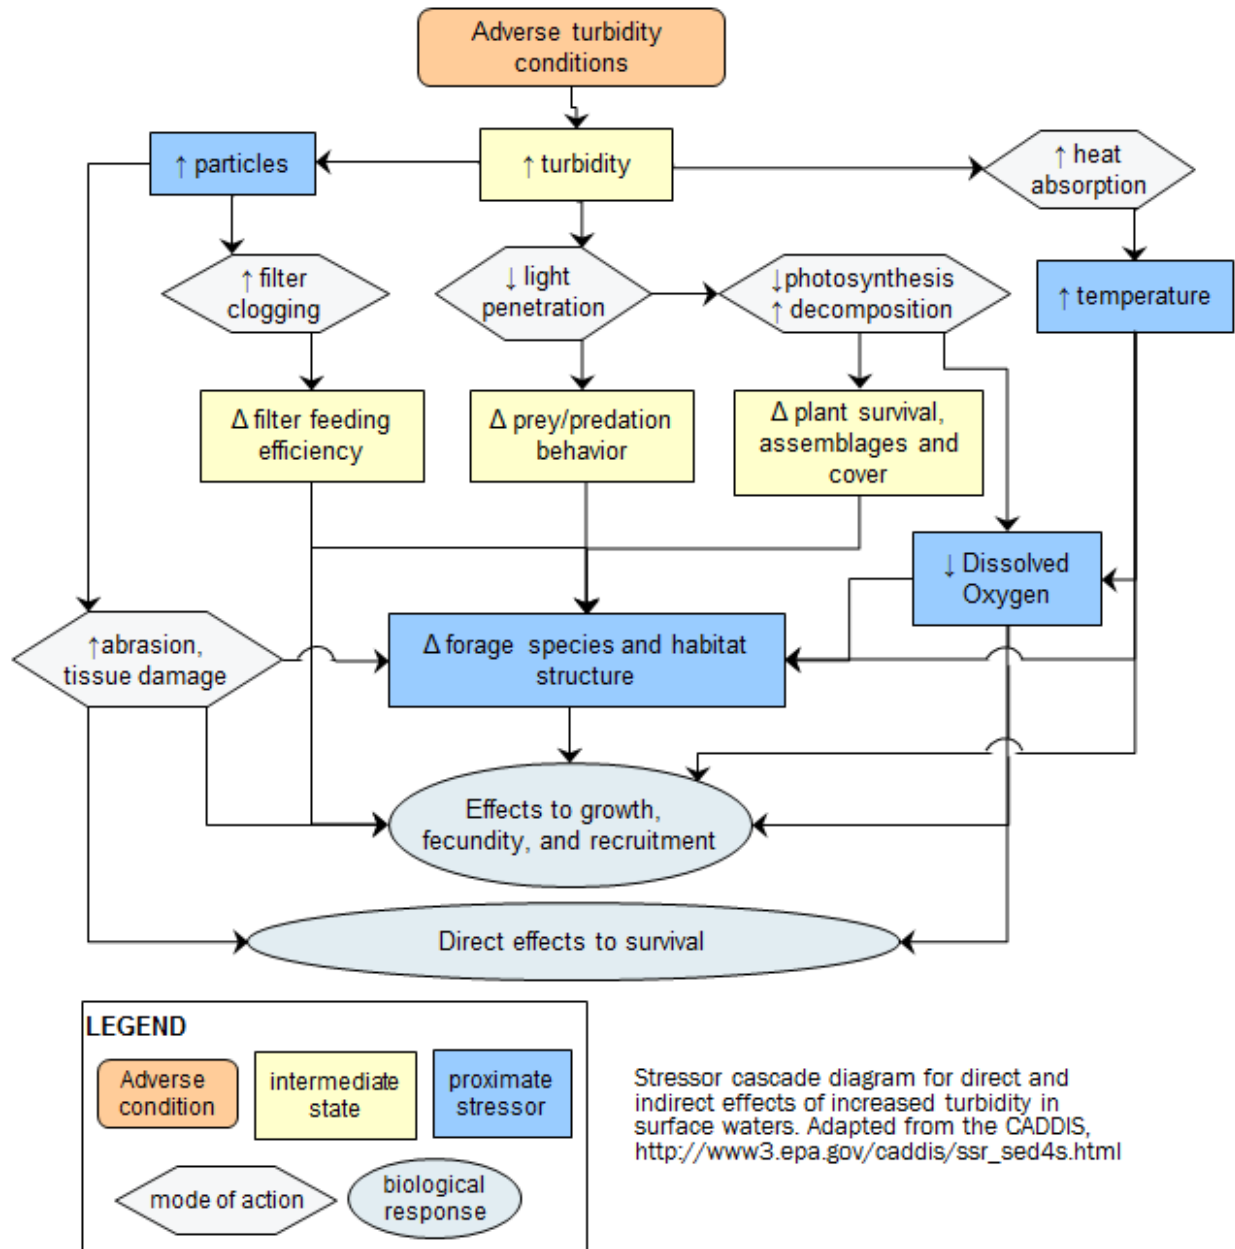 Adverse turbidity
conditions
↑ particles
↑ turbidity
↑ heat
absorption
↑ filter
clogging
↓ light
penetration
↓photosynthesis
↑ decomposition
↑ temperature
Δ filter feeding
efficiency
Δ prey/predation
behavior
Δ plant survival,
assemblages and
cover
↓ Dissolved
Oxygen
↑abrasion,
tissue damage
Δ forage species and habitat
structure
Effects to growth,
fecundity, and recruitment
Direct effects to survival
LEGEND
Adverse
condition
intermediate
state
proximate
stressor
mode of action
biological
response
Stressor cascade diagram for direct and
indirect effects of increased turbidity in
surface waters. Adapted from the CADDIS,
http://www3.epa.gov/caddis/ssr_sed4s.html